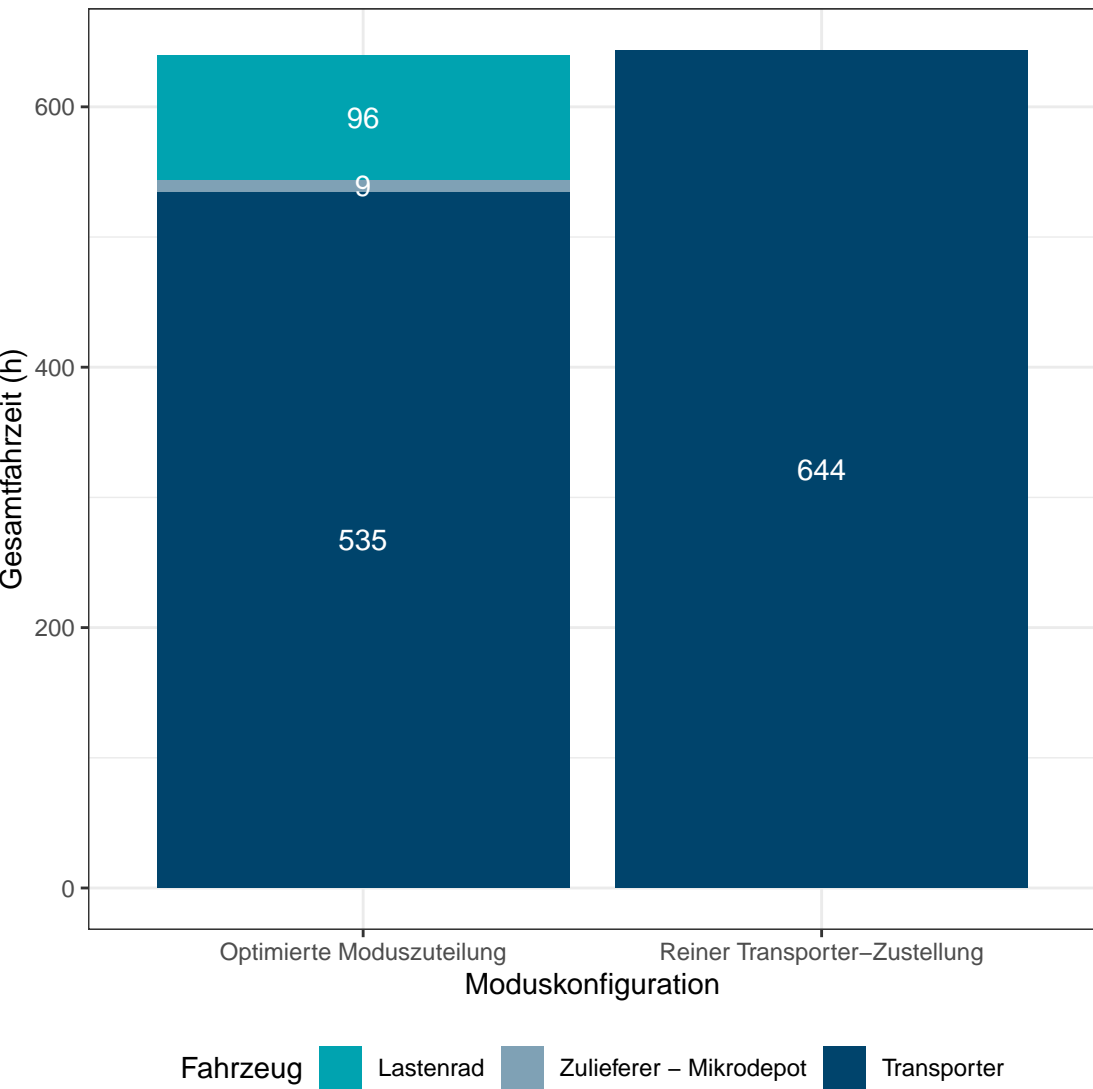 Gesamtfahrzeit (h)
600
400
200
0
96
9
535
644
Optimierte Moduszuteilung
Reiner Transporter−Zustellung
Moduskonfiguration
Fahrzeug
Lastenrad
Zulieferer − Mikrodepot
Transporter